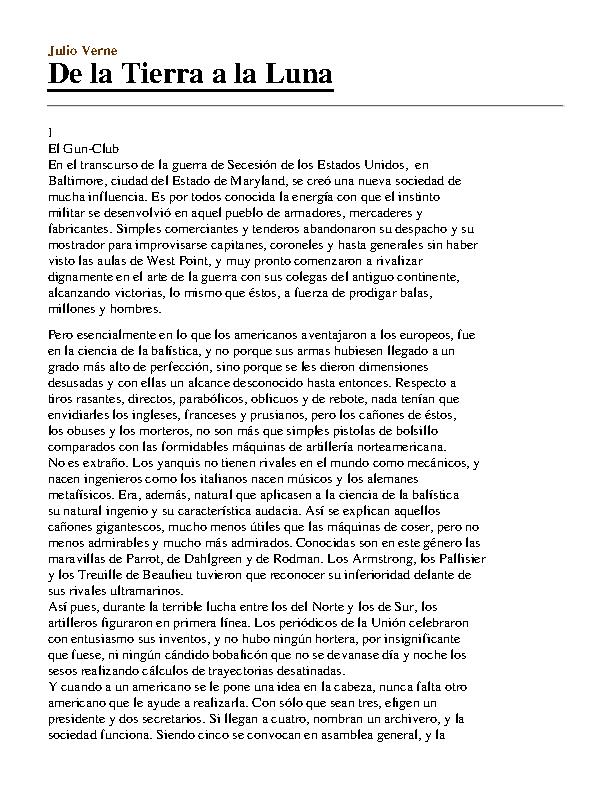 Julio Verne
De la Tierra a la Luna
I
El Gun-Club
En el transcurso de la guerra de Secesión de los Estados Unidos, en
Baltimore, ciudad del Estado de Maryland, se creó una nueva sociedad de
mucha influencia. Es por todos conocida la energía con que el instinto
militar se desenvolvió en aquel pueblo de armadores, mercaderes y
fabricantes. Simples comerciantes y tenderos abandonaron su despacho y su
mostrador para improvisarse capitanes, coroneles y hasta generales sin haber
visto las aulas de West Point, y muy pronto comenzaron a rivalizar
dignamente en el arte de la guerra con sus colegas del antiguo continente,
alcanzando victorias, lo mismo que éstos, a fuerza de prodigar balas,
millones y hombres.
Pero esencialmente en lo que los americanos aventajaron a los europeos, fue
en la ciencia de la balística, y no porque sus armas hubiesen llegado a un
grado más alto de perfección, sino porque se les dieron dimensiones
desusadas y con ellas un alcance desconocido hasta entonces. Respecto a
tiros rasantes, directos, parabólicos, oblicuos y de rebote, nada tenían que
envidiarles los ingleses, franceses y prusianos, pero los cañones de éstos,
los obuses y los morteros, no son más que simples pistolas de bolsillo
comparados con las formidables máquinas de artillería norteamericana.
No es extraño. Los yanquis no tienen rivales en el mundo como mecánicos, y
nacen ingenieros como los italianos nacen músicos y los alemanes
metafísicos. Era, además, natural que aplicasen a la ciencia de la balística
su natural ingenio y su característica audacia. Así se explican aquellos
cañones gigantescos, mucho menos útiles que las máquinas de coser, pero no
menos admirables y mucho más admirados. Conocidas son en este género las
maravillas de Parrot, de Dahlgreen y de Rodman. Los Armstrong, los Pallisier
y los Treuille de Beaulieu tuvieron que reconocer su inferioridad delante de
sus rivales ultramarinos.
Así pues, durante la terrible lucha entre los del Norte y los de Sur, los
artilleros figuraron en primera línea. Los periódicos de la Unión celebraron
con entusiasmo sus inventos, y no hubo ningún hortera, por insignificante
que fuese, ni ningún cándido bobalicón que no se devanase día y noche los
sesos realizando cálculos de trayectorias desatinadas.
Y cuando a un americano se le pone una idea en la cabeza, nunca falta otro
americano que le ayude a realizarla. Con sólo que sean tres, eligen un
presidente y dos secretarios. Si llegan a cuatro, nombran un archivero, y la
sociedad funciona. Siendo cinco se convocan en asamblea general, y la